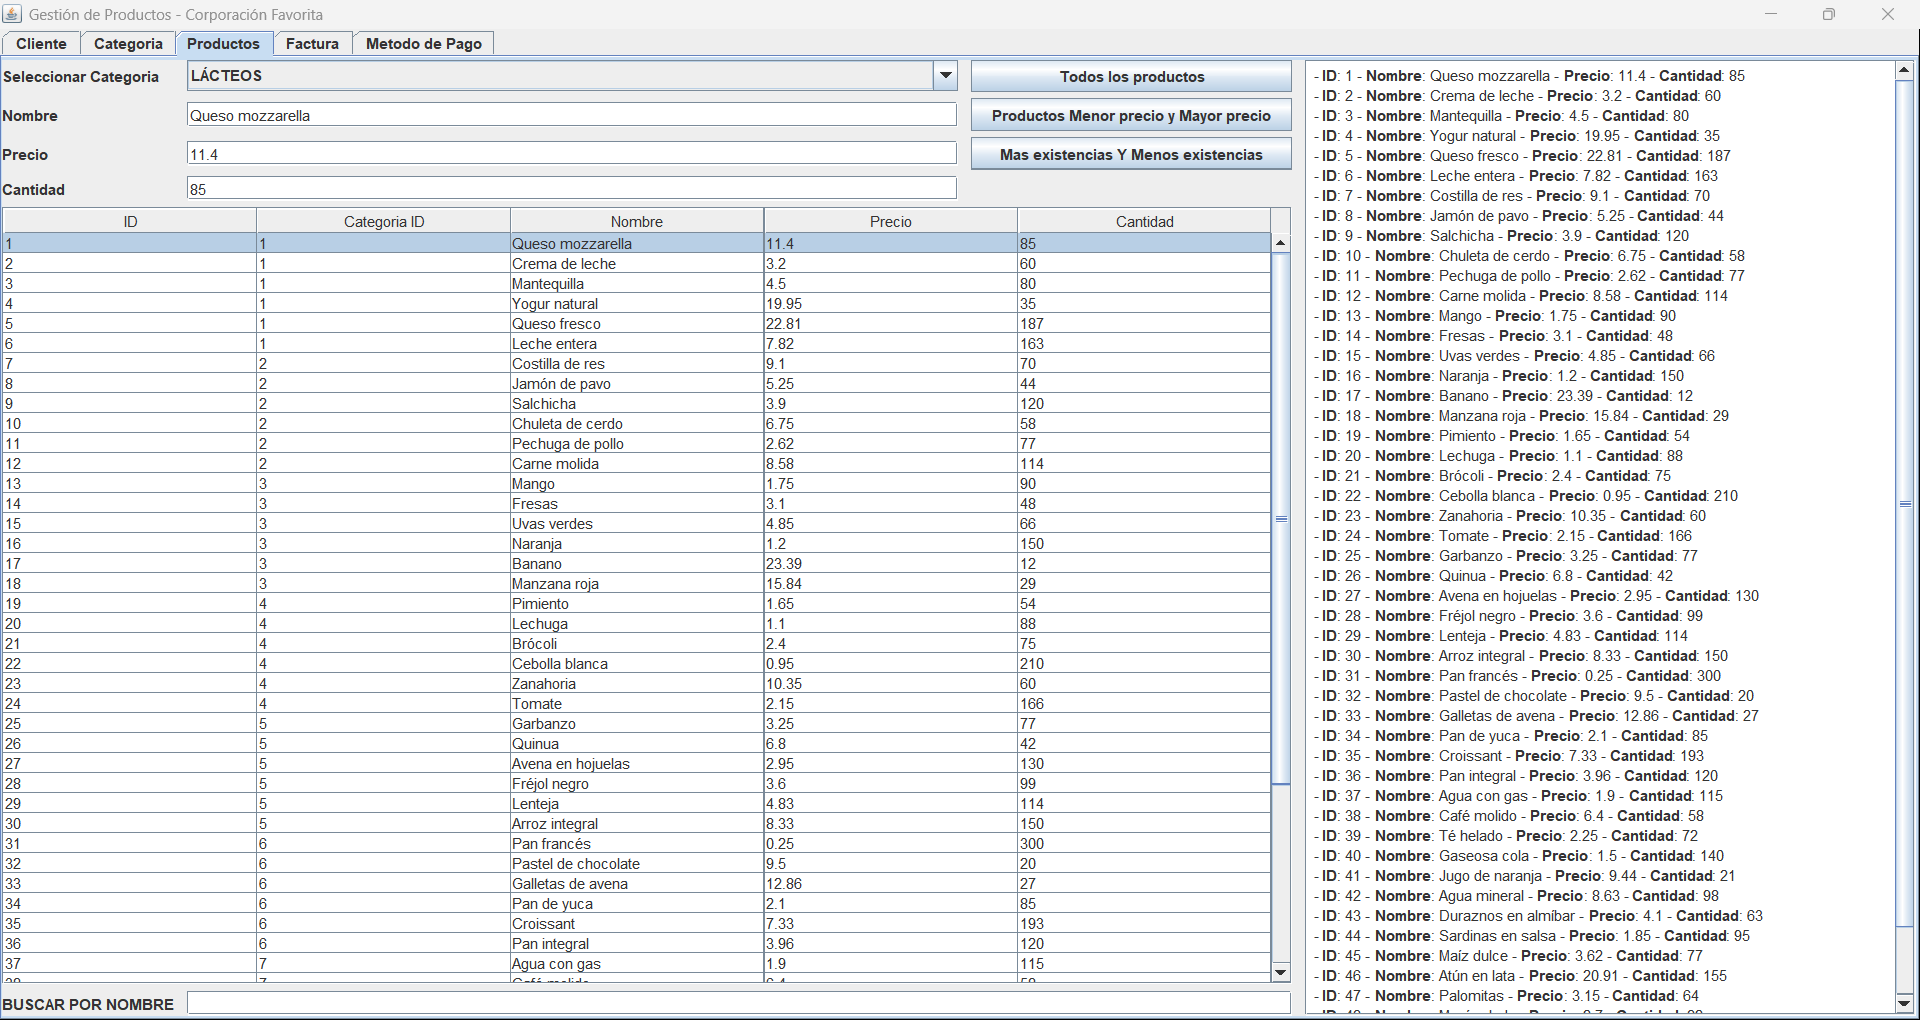 Gestión de Productos - Corporación Favorita
Cliente Categoria Productos Factura Metodo de Pago
Seleccionar Categoria LÁCTEOS
Nombre Queso mozzarella
Precio 11.4
Cantidad 85
Todos los productos
Productos Menor precio y Mayor precio
Mas existencias Y Menos existencias
ID Categoria ID Nombre Precio Cantidad
1 1 Queso mozzarella 11.4 85
2 1 Crema de leche 3.2 60
3 1 Mantequilla 4.5 80
4 1 Yogur natural 19.95 35
5 1 Queso fresco 22.81 187
6 1 Leche entera 7.82 163
7 2 Costilla de res 9.1 70
8 2 Jamón de pavo 5.25 44
9 2 Salchicha 3.9 120
10 2 Chuleta de cerdo 6.75 58
11 2 Pechuga de pollo 2.62 77
12 2 Carne molida 8.58 114
13 3 Mango 1.75 90
14 3 Fresas 3.1 48
15 3 Uvas verdes 4.85 66
16 3 Naranja 1.2 150
17 3 Banano 23.39 12
18 3 Manzana roja 15.84 29
19 4 Pimiento 1.65 54
20 4 Lechuga 1.1 88
21 4 Brócoli 2.4 75
22 4 Cebolla blanca 0.95 210
23 4 Zanahoria 10.35 60
24 4 Tomate 2.15 166
25 5 Garbanzo 3.25 77
26 5 Quinua 6.8 42
27 5 Avena en hojuelas 2.95 130
28 5 Fréjol negro 3.6 99
29 5 Lenteja 4.83 114
30 5 Arroz integral 8.33 150
31 6 Pan francés 0.25 300
32 6 Pastel de chocolate 9.5 20
33 6 Galletas de avena 12.86 27
34 6 Pan de yuca 2.1 85
35 6 Croissant 7.33 193
36 6 Pan integral 3.96 120
37 7 Agua con gas 1.9 115
BUSCAR POR NOMBRE
- ID: 1 - Nombre: Queso mozzarella - Precio: 11.4 - Cantidad: 85
- ID: 2 - Nombre: Crema de leche - Precio: 3.2 - Cantidad: 60
- ID: 3 - Nombre: Mantequilla - Precio: 4.5 - Cantidad: 80
- ID: 4 - Nombre: Yogur natural - Precio: 19.95 - Cantidad: 35
- ID: 5 - Nombre: Queso fresco - Precio: 22.81 - Cantidad: 187
- ID: 6 - Nombre: Leche entera - Precio: 7.82 - Cantidad: 163
- ID: 7 - Nombre: Costilla de res - Precio: 9.1 - Cantidad: 70
- ID: 8 - Nombre: Jamón de pavo - Precio: 5.25 - Cantidad: 44
- ID: 9 - Nombre: Salchicha - Precio: 3.9 - Cantidad: 120
- ID: 10 - Nombre: Chuleta de cerdo - Precio: 6.75 - Cantidad: 58
- ID: 11 - Nombre: Pechuga de pollo - Precio: 2.62 - Cantidad: 77
- ID: 12 - Nombre: Carne molida - Precio: 8.58 - Cantidad: 114
- ID: 13 - Nombre: Mango - Precio: 1.75 - Cantidad: 90
- ID: 14 - Nombre: Fresas - Precio: 3.1 - Cantidad: 48
- ID: 15 - Nombre: Uvas verdes - Precio: 4.85 - Cantidad: 66
- ID: 16 - Nombre: Naranja - Precio: 1.2 - Cantidad: 150
- ID: 17 - Nombre: Banano - Precio: 23.39 - Cantidad: 12
- ID: 18 - Nombre: Manzana roja - Precio: 15.84 - Cantidad: 29
- ID: 19 - Nombre: Pimiento - Precio: 1.65 - Cantidad: 54
- ID: 20 - Nombre: Lechuga - Precio: 1.1 - Cantidad: 88
- ID: 21 - Nombre: Brócoli - Precio: 2.4 - Cantidad: 75
- ID: 22 - Nombre: Cebolla blanca - Precio: 0.95 - Cantidad: 210
- ID: 23 - Nombre: Zanahoria - Precio: 10.35 - Cantidad: 60
- ID: 24 - Nombre: Tomate - Precio: 2.15 - Cantidad: 166
- ID: 25 - Nombre: Garbanzo - Precio: 3.25 - Cantidad: 77
- ID: 26 - Nombre: Quinua - Precio: 6.8 - Cantidad: 42
- ID: 27 - Nombre: Avena en hojuelas - Precio: 2.95 - Cantidad: 130
- ID: 28 - Nombre: Fréjol negro - Precio: 3.6 - Cantidad: 99
- ID: 29 - Nombre: Lenteja - Precio: 4.83 - Cantidad: 114
- ID: 30 - Nombre: Arroz integral - Precio: 8.33 - Cantidad: 150
- ID: 31 - Nombre: Pan francés - Precio: 0.25 - Cantidad: 300
- ID: 32 - Nombre: Pastel de chocolate - Precio: 9.5 - Cantidad: 20
- ID: 33 - Nombre: Galletas de avena - Precio: 12.86 - Cantidad: 27
- ID: 34 - Nombre: Pan de yuca - Precio: 2.1 - Cantidad: 85
- ID: 35 - Nombre: Croissant - Precio: 7.33 - Cantidad: 193
- ID: 36 - Nombre: Pan integral - Precio: 3.96 - Cantidad: 120
- ID: 37 - Nombre: Agua con gas - Precio: 1.9 - Cantidad: 115
- ID: 38 - Nombre: Café molido - Precio: 6.4 - Cantidad: 58
- ID: 39 - Nombre: Té helado - Precio: 2.25 - Cantidad: 72
- ID: 40 - Nombre: Gaseosa cola - Precio: 1.5 - Cantidad: 140
- ID: 41 - Nombre: Jugo de naranja - Precio: 9.44 - Cantidad: 21
- ID: 42 - Nombre: Agua mineral - Precio: 8.63 - Cantidad: 98
- ID: 43 - Nombre: Duraznos en almíbar - Precio: 4.1 - Cantidad: 63
- ID: 44 - Nombre: Sardinas en salsa - Precio: 1.85 - Cantidad: 95
- ID: 45 - Nombre: Maíz dulce - Precio: 3.62 - Cantidad: 77
- ID: 46 - Nombre: Atún en lata - Precio: 20.91 - Cantidad: 155
- ID: 47 - Nombre: Palomitas - Precio: 3.15 - Cantidad: 64